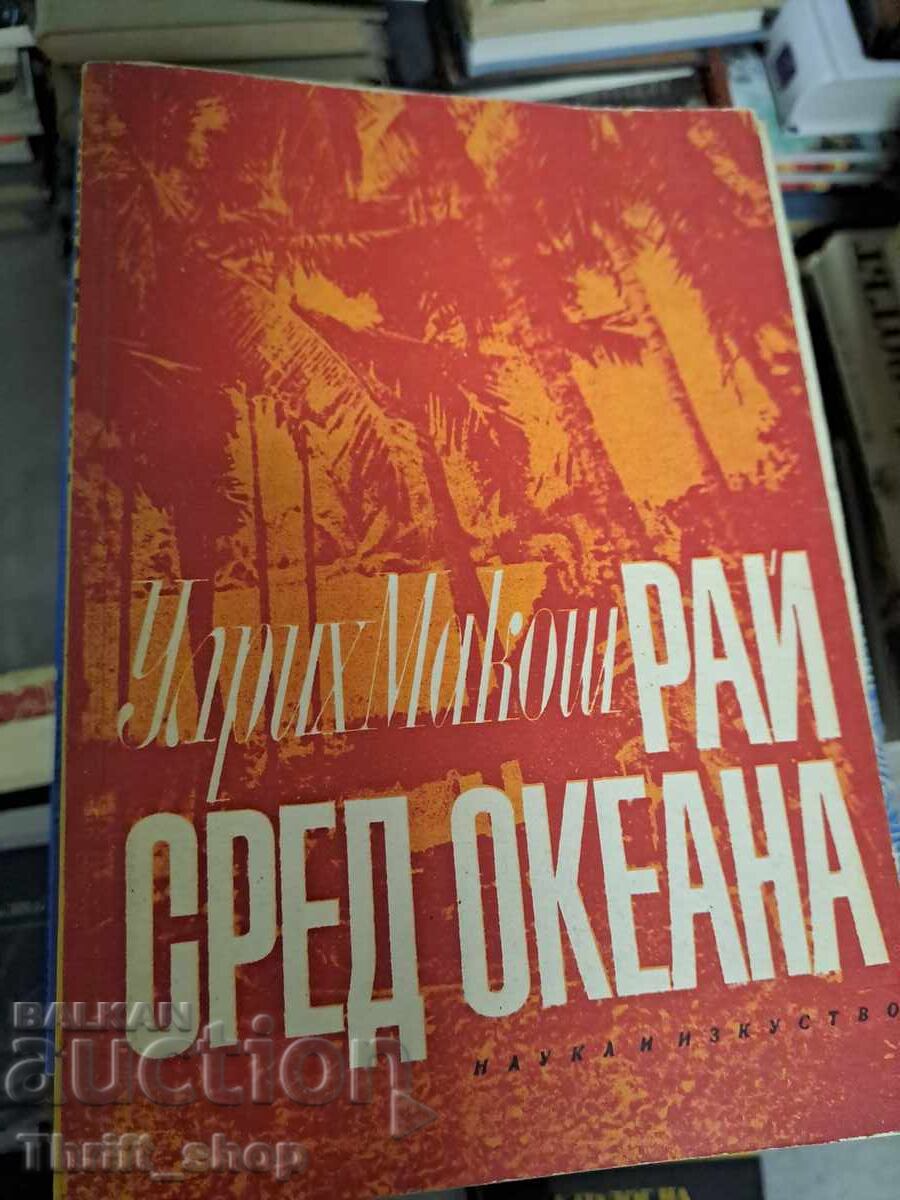 Улрих Макош РАЙ
СРЕД ОКЕАНА
НАУКА И ИЗКУСТВО
BALKAN
auction
Thrift_shop